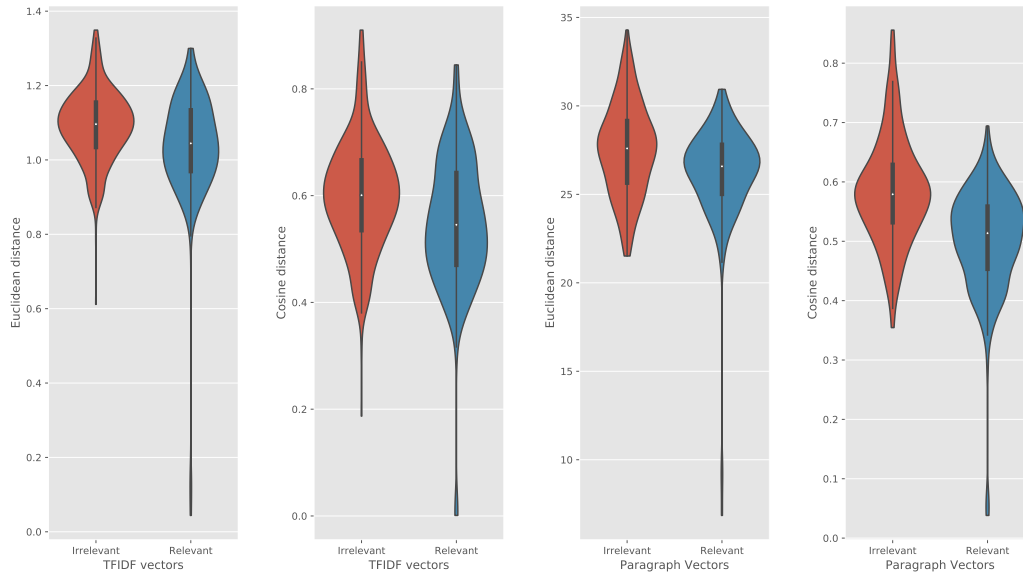 Euclidean distance
1.4
1.2
1.0
0.8
0.6
0.4
0.2
0.0
Irrelevant Relevant
TFIDF vectors
Cosine distance
0.8
0.6
0.4
0.2
0.0
Irrelevant Relevant
TFIDF vectors
Euclidean distance
35
30
25
20
15
10
Irrelevant Relevant
Paragraph Vectors
Cosine distance
0.8
0.7
0.6
0.5
0.4
0.3
0.2
0.1
0.0
Irrelevant Relevant
Paragraph Vectors